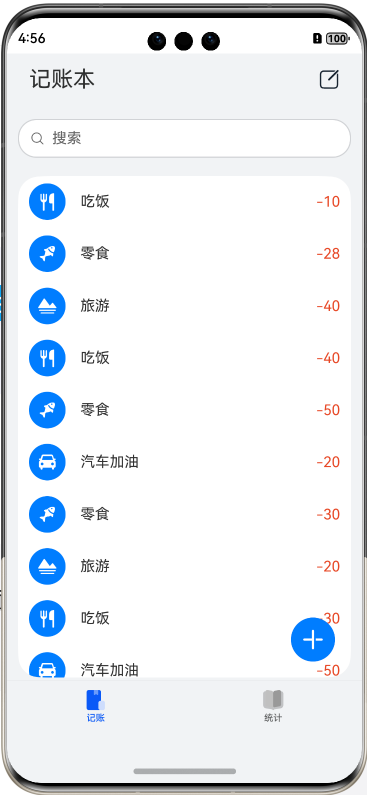 4:56
100
记账本
搜索
吃饭 -10
零食 -28
旅游 -40
吃饭 -40
零食 -50
汽车加油 -20
零食 -30
旅游 -20
吃饭 30
汽车加油 -50
记账 统计